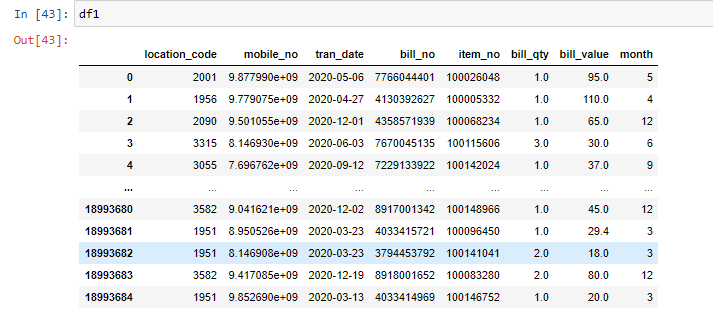 In [43]: df1
Out[43]:
location_code mobile_no tran_date bill_no item_no bill_qty bill_value month
0 2001 9.877990e+09 2020-05-06 7766044401 100026048 1.0 95.0 5
1 1956 9.779075e+09 2020-04-27 4130392627 100005332 1.0 110.0 4
2 2090 9.501055e+09 2020-12-01 4358571939 100068234 1.0 65.0 12
3 3315 8.146930e+09 2020-06-03 7670045135 100115606 3.0 30.0 6
4 3055 7.696762e+09 2020-09-12 7229133922 100142024 1.0 37.0 9
... ... ... ... ... ... ... ... ...
18993680 3582 9.041621e+09 2020-12-02 8917001342 100148966 1.0 45.0 12
18993681 1951 8.950526e+09 2020-03-23 4033415721 100096450 1.0 29.4 3
18993682 1951 8.146908e+09 2020-03-23 3794453792 100141041 2.0 18.0 3
18993683 3582 9.417085e+09 2020-12-19 8918001652 100083280 2.0 80.0 12
18993684 1951 9.852690e+09 2020-03-13 4033414969 100146752 1.0 20.0 3